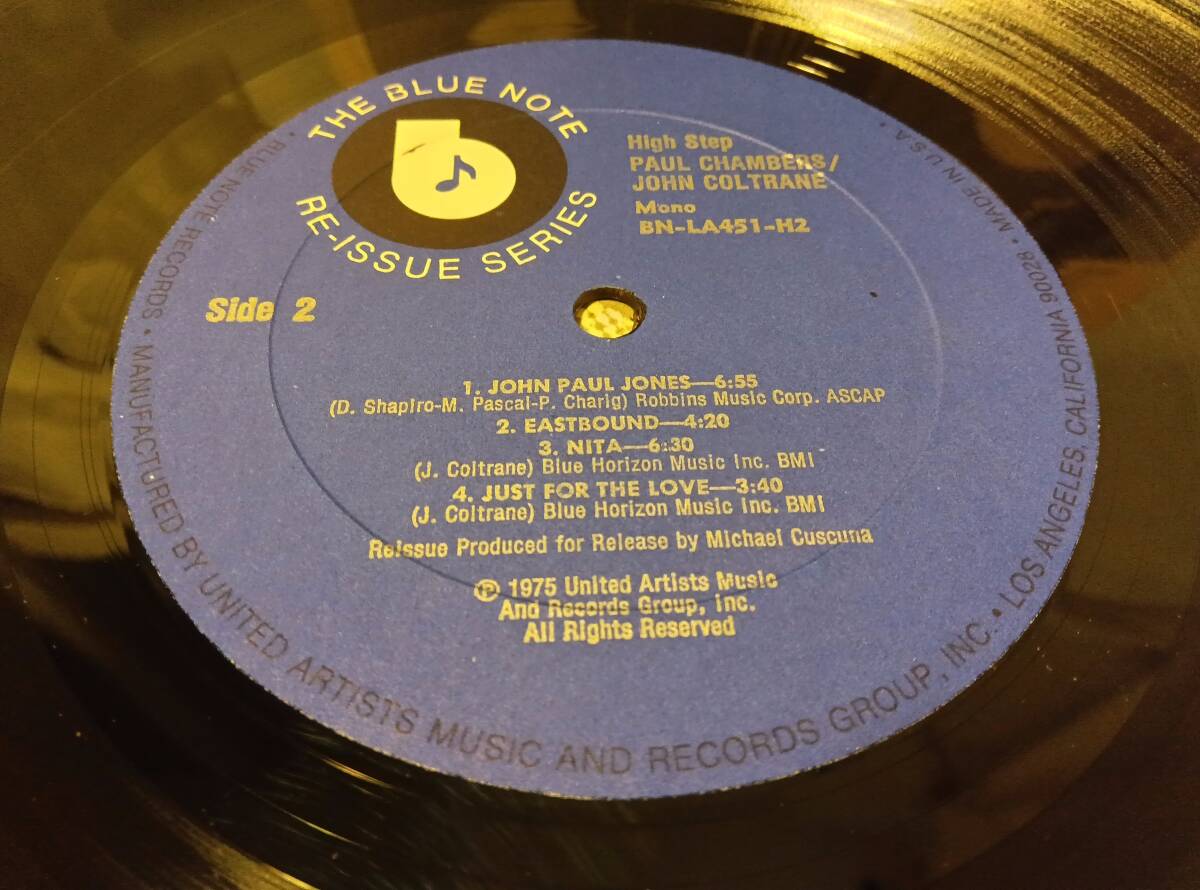 THE BLUE NOTE
RE-ISSUE SERIES
High Step
PAUL CHAMBERS/
JOHN COLTRANE
Mono
BN-LA451-H2
Side 2
1. JOHN PAUL JONES—6:55
(D. Shapiro-M. Pascal-P. Charig) Robbins Music Corp. ASCAP
2. EASTBOUND—4:20
3. NITA—6:30
(J. Coltrane) Blue Horizon Music Inc. BMI
4. JUST FOR THE LOVE—3:40
(J. Coltrane) Blue Horizon Music Inc. BMI
Reissue Produced for Release by Michael Cuscuna
℗ 1975 United Artists Music
And Records Group, Inc.
All Rights Reserved
• BLUE NOTE RECORDS • MANUFACTURED BY UNITED ARTISTS MUSIC AND RECORDS GROUP, INC. • LOS ANGELES, CALIFORNIA 90028 • MADE IN U.S.A. •